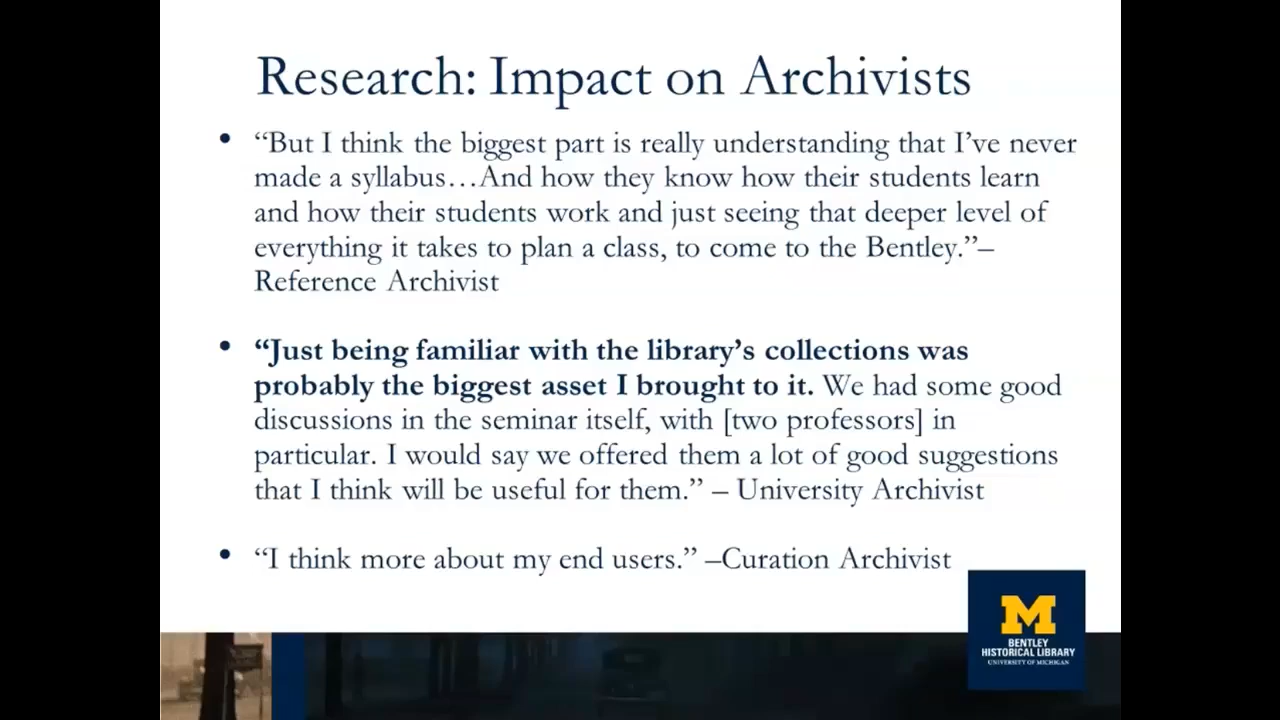 Research: Impact on Archivists
• “But I think the biggest part is really understanding that I’ve never
made a syllabus…And how they know how their students learn
and how their students work and just seeing that deeper level of
everything it takes to plan a class, to come to the Bentley.”–
Reference Archivist
• “Just being familiar with the library’s collections was
probably the biggest asset I brought to it. We had some good
discussions in the seminar itself, with [two professors] in
particular. I would say we offered them a lot of good suggestions
that I think will be useful for them.” – University Archivist
• “I think more about my end users.” –Curation Archivist
M
BENTLEY
HISTORICAL LIBRARY
UNIVERSITY OF MICHIGAN